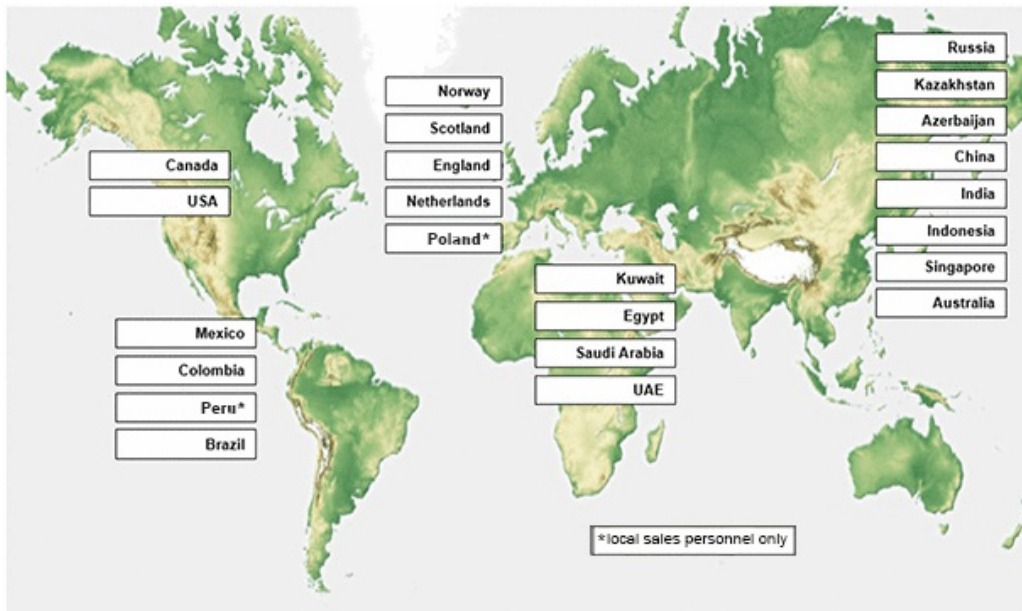 Canada
USA
Mexico
Colombia
Peru*
Brazil
Norway
Scotland
England
Netherlands
Poland*
Kuwait
Egypt
Saudi Arabia
UAE
Russia
Kazakhstan
Azerbaijan
China
India
Indonesia
Singapore
Australia
*local sales personnel only